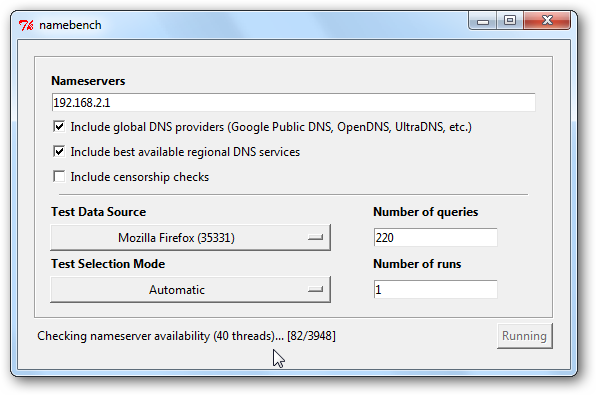 namebench
Nameservers
192.168.2.1
Include global DNS providers (Google Public DNS, OpenDNS, UltraDNS, etc.)
Include best available regional DNS services
Include censorship checks
Test Data Source
Number of queries
Mozilla Firefox (35331)
220
Test Selection Mode
Number of runs
Automatic
1
Checking nameserver availability (40 threads)... [82/3948]
Running